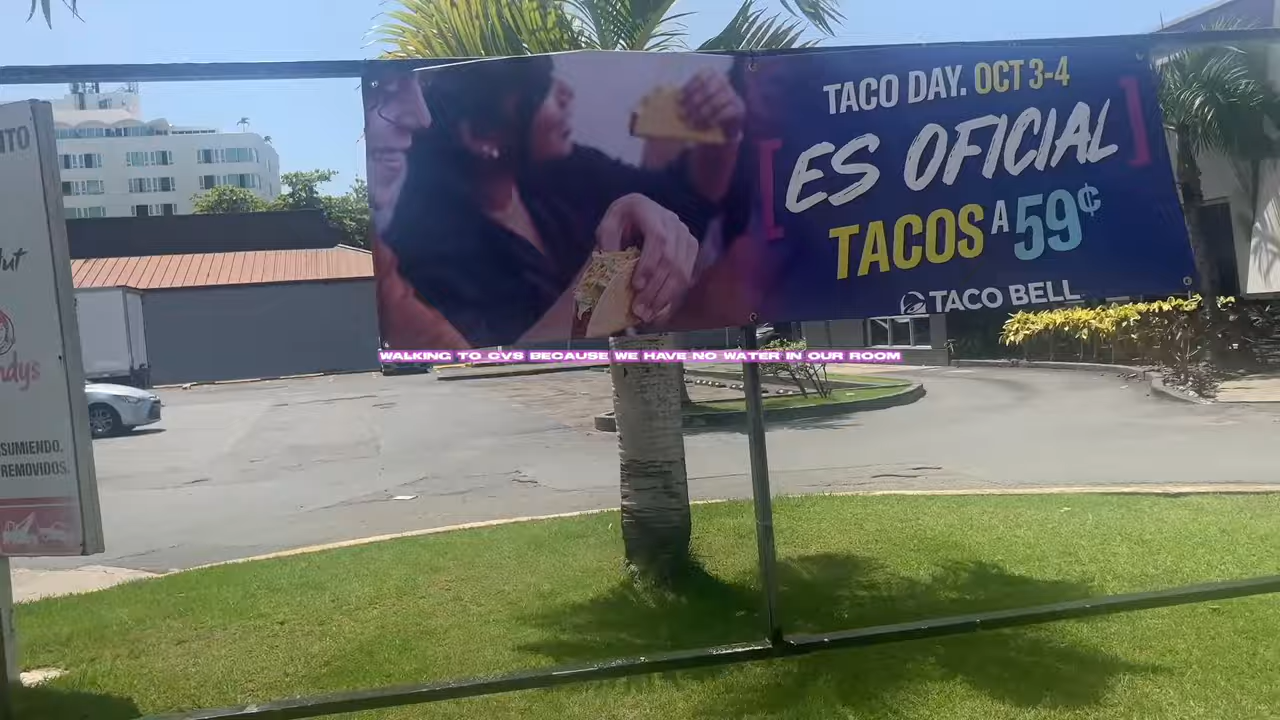 TACO DAY. OCT 3-4
ES OFICIAL
TACOS A 59¢
TACO BELL
WALKING TO CVS BECAUSE WE HAVE NO WATER IN OUR ROOM
SUMIENDO.
REMOVIDOS.